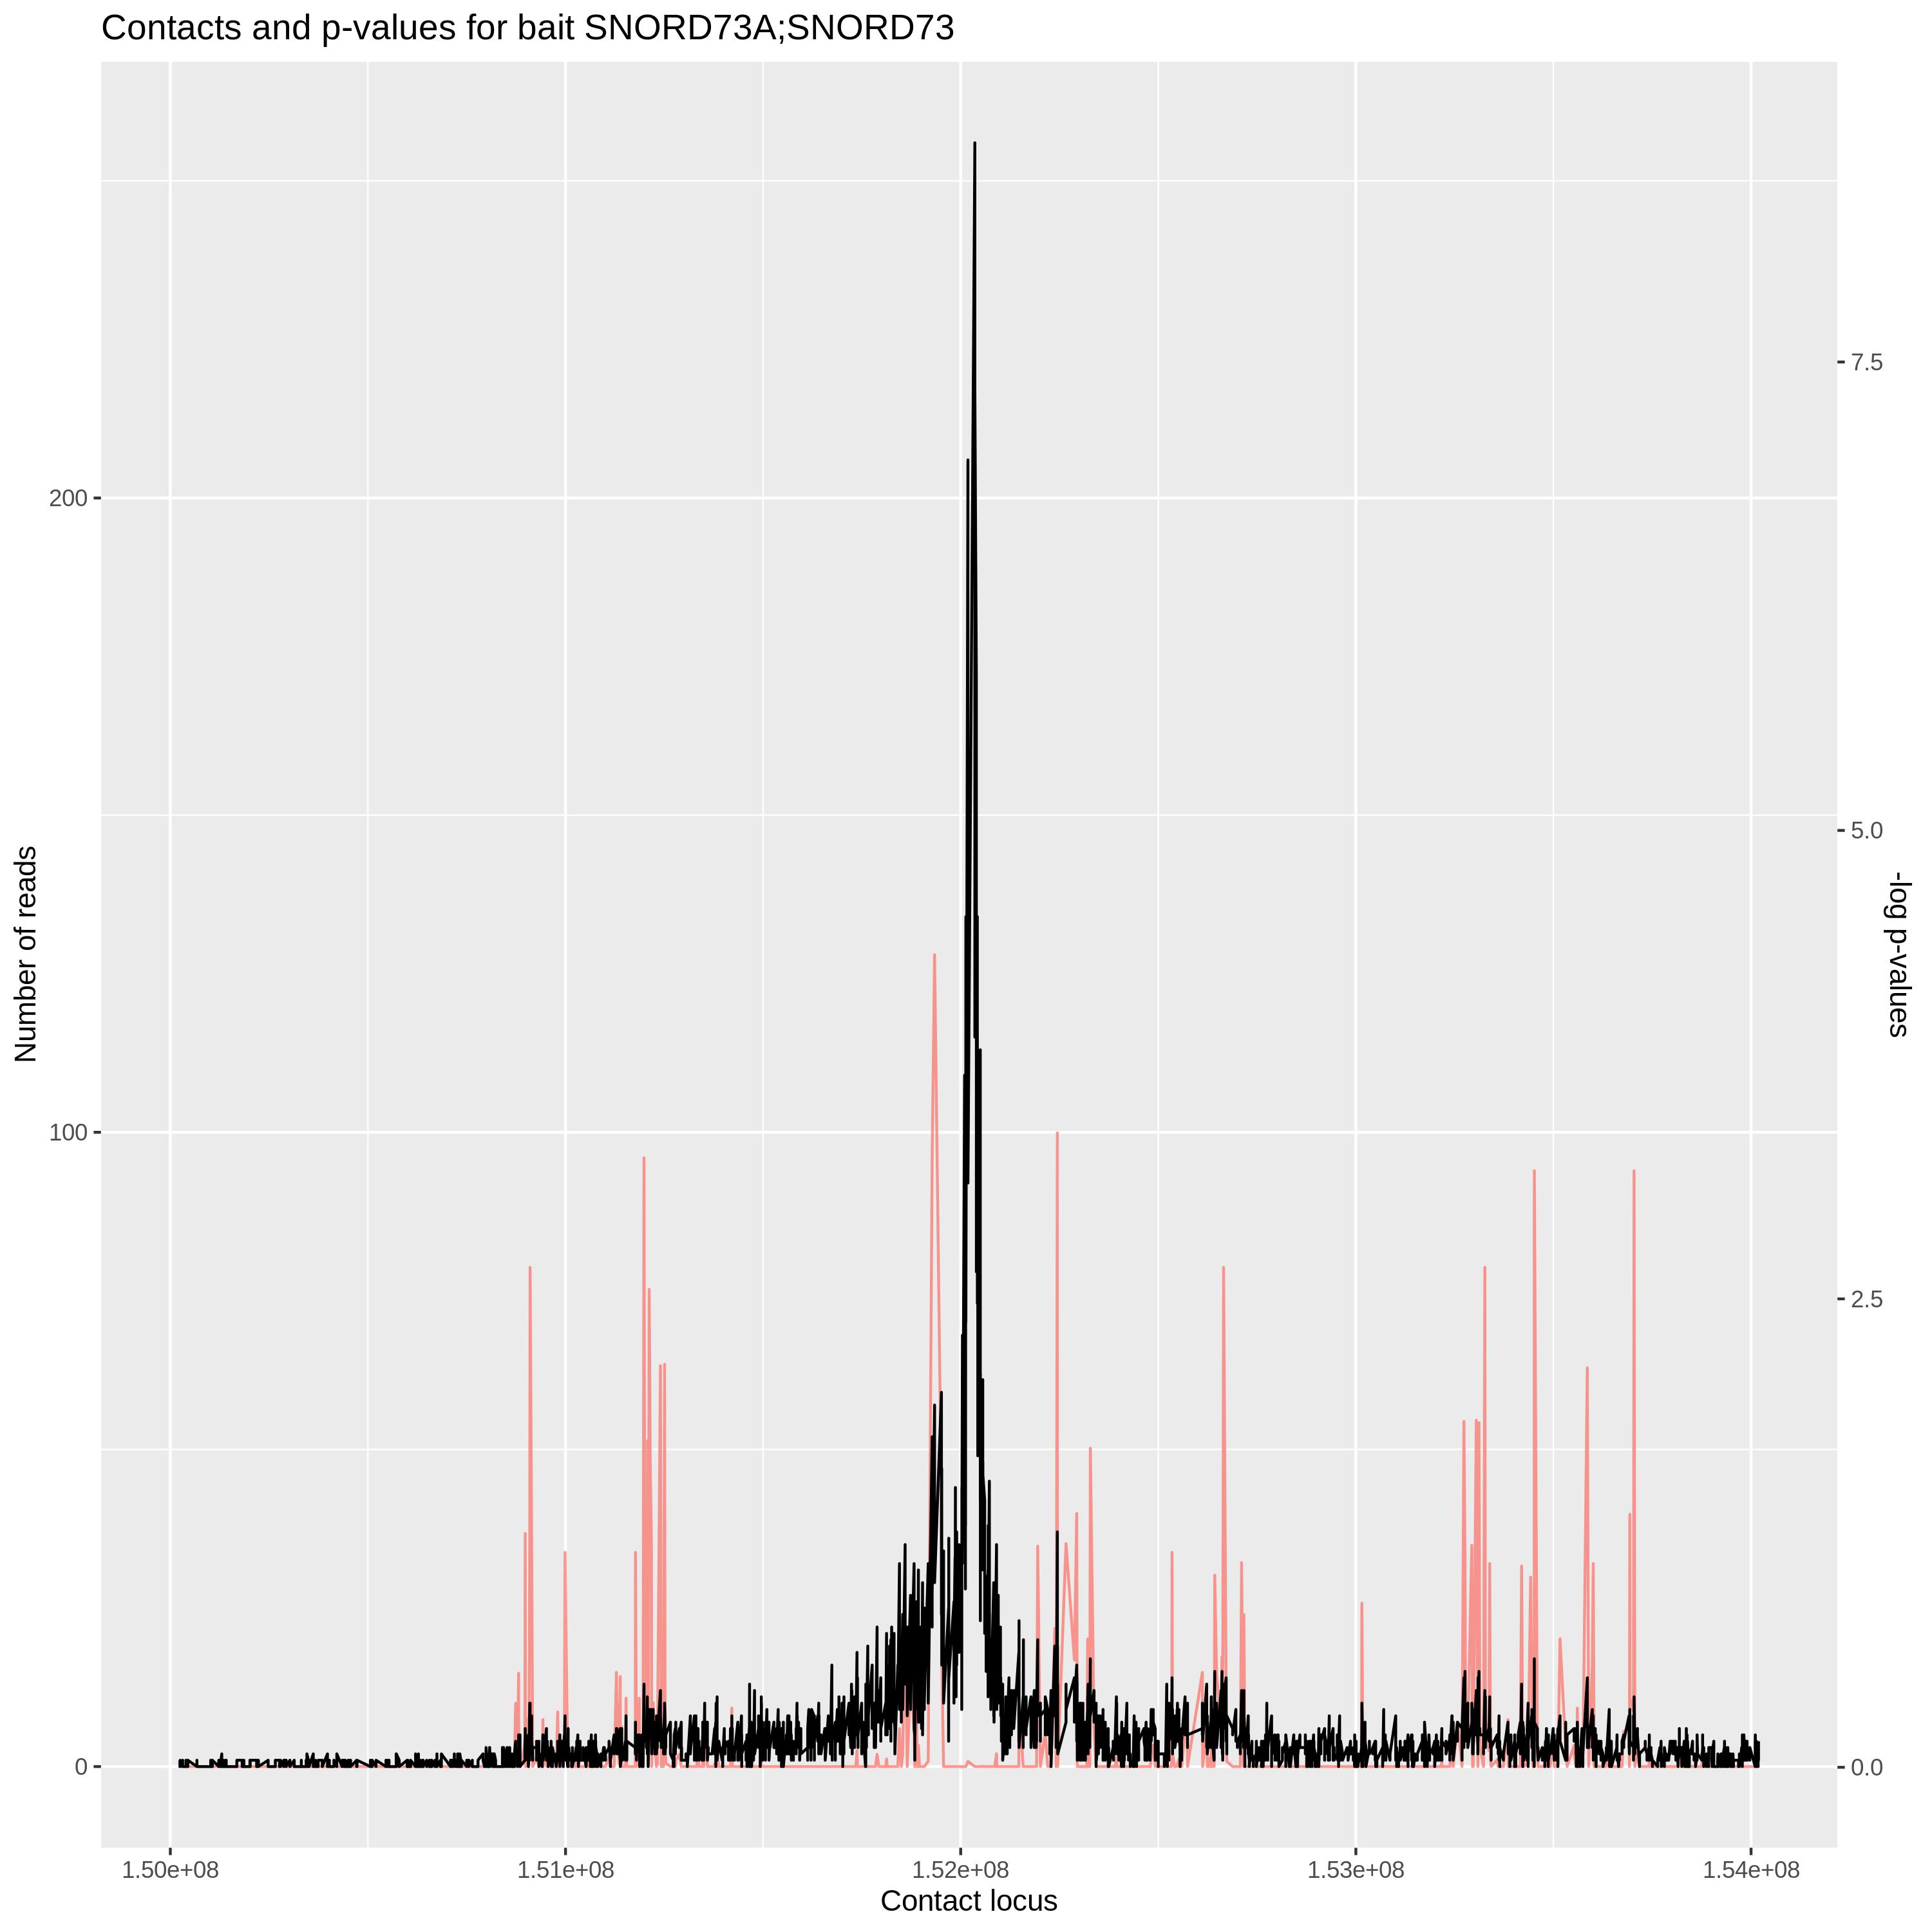 Contacts and p-values for bait SNORD73A;SNORD73
Number of reads
200
100
0
7.5
5.0
2.5
0.0
-log p-values
1.50e+08
1.51e+08
1.52e+08
1.53e+08
1.54e+08
Contact locus